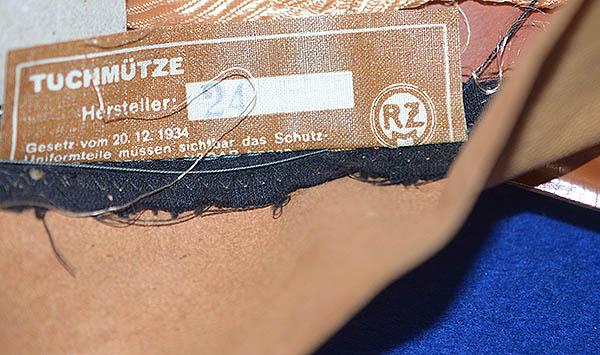 TUCHMÜTZE
Hersteller: 24
Gesetz vom 20.12.1934
Uniformteile müssen sichtbar das Schutz-
RZ
M